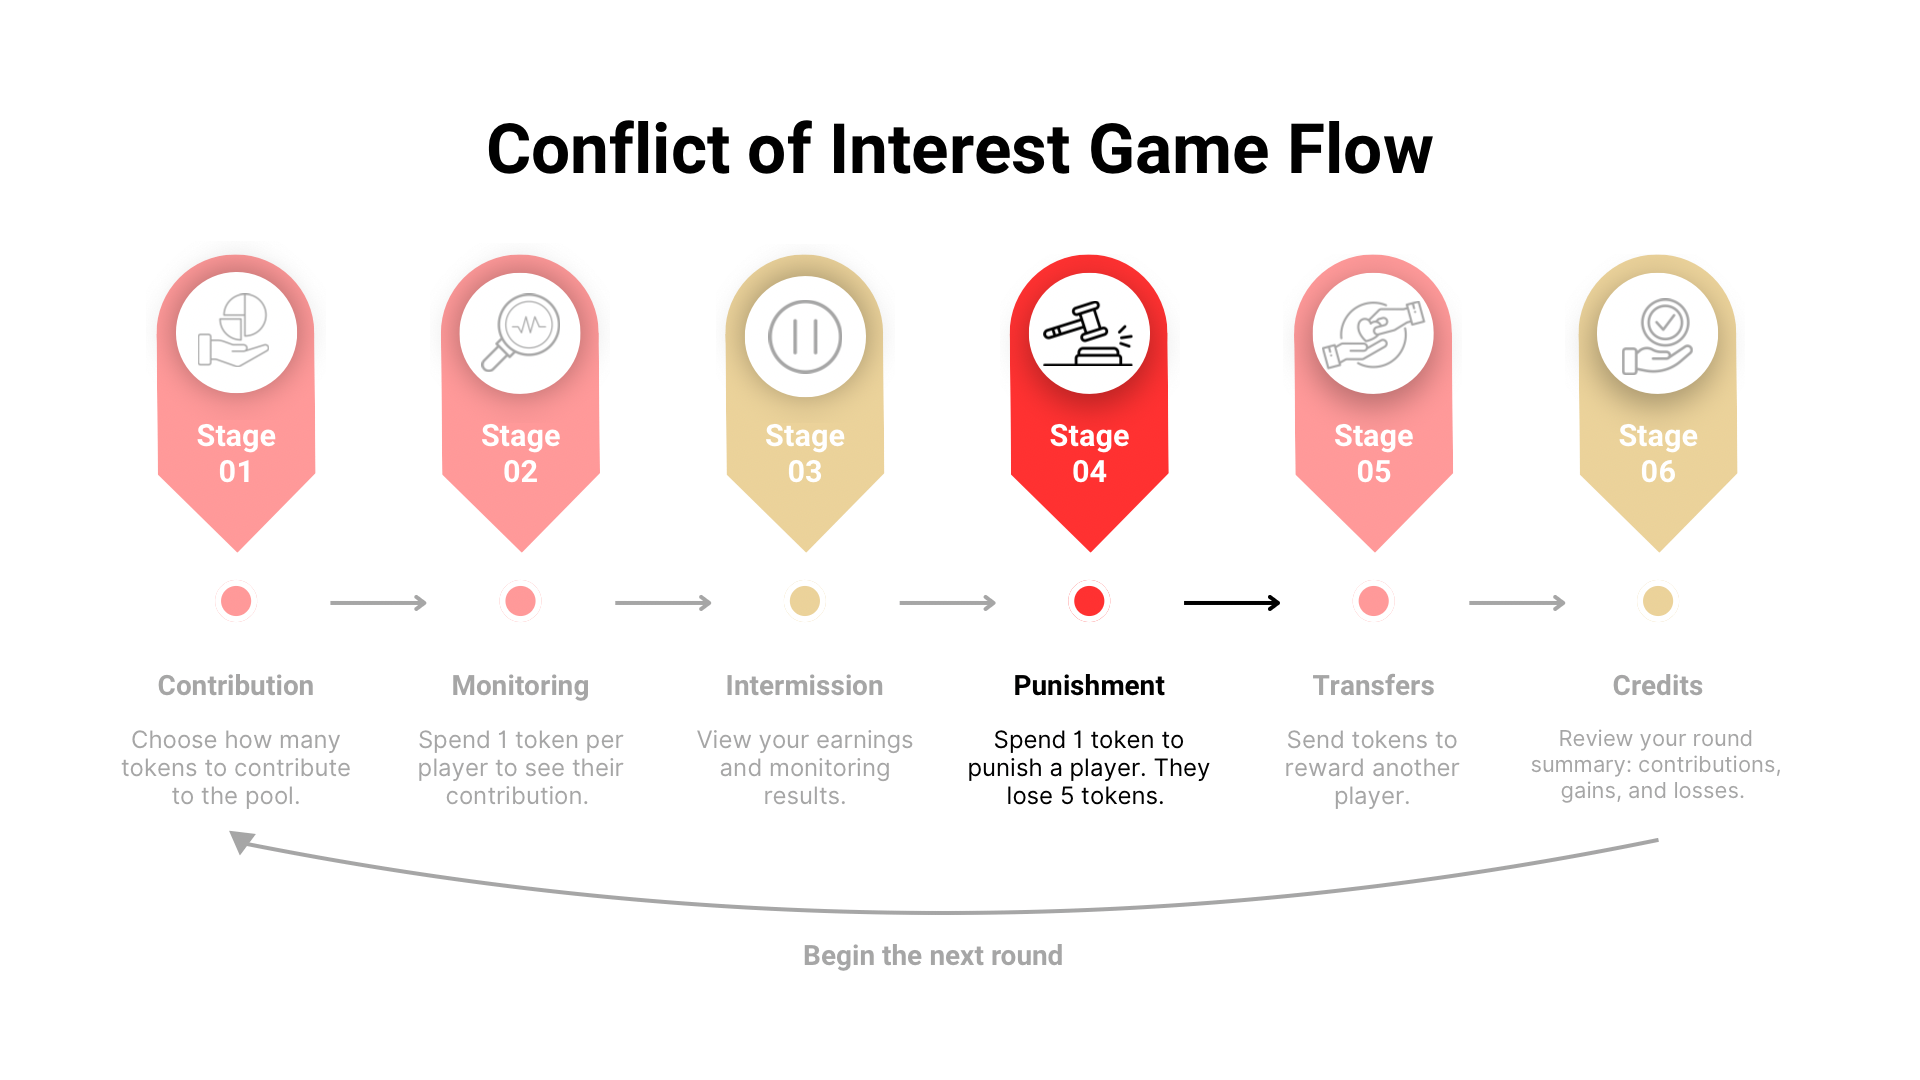 Conflict of Interest Game Flow
Stage
01
Stage
02
Stage
03
Stage
04
Stage
05
Stage
06
Contribution
Choose how many
tokens to contribute
to the pool.
Monitoring
Spend 1 token per
player to see their
contribution.
Intermission
View your earnings
and monitoring
results.
Punishment
Spend 1 token to
punish a player. They
lose 5 tokens.
Transfers
Send tokens to
reward another
player.
Credits
Review your round
summary: contributions,
gains, and losses.
Begin the next round